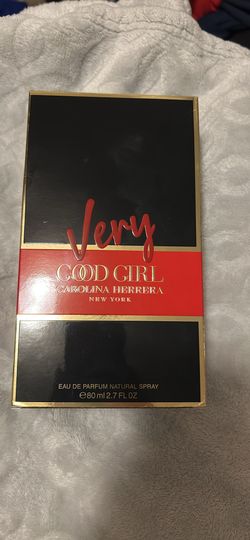 Very
GOOD GIRL
CAROLINA HERRERA
NEW YORK
EAU DE PARFUM NATURAL SPRAY
℮80 ml 2.7 FL OZ